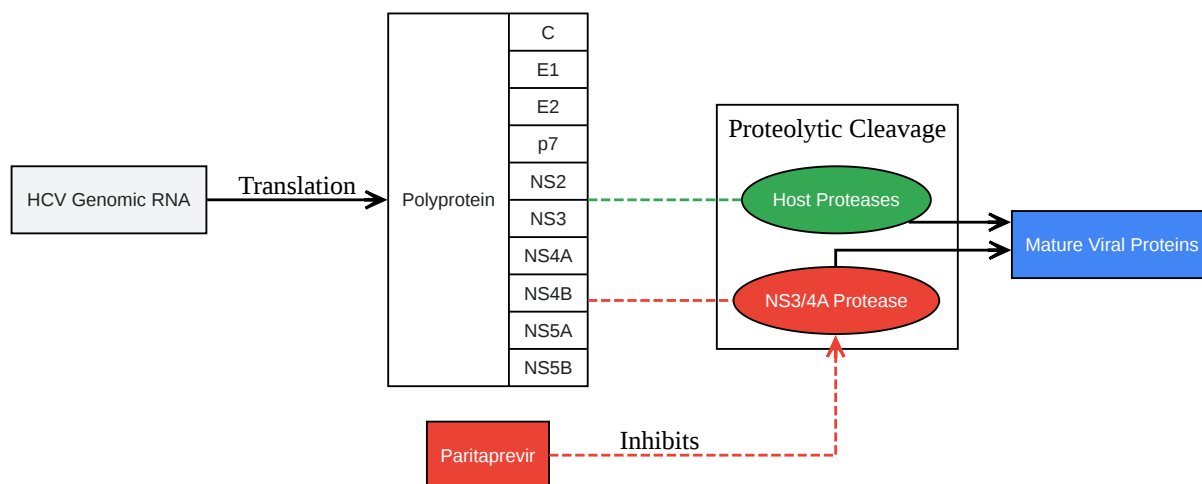 HCV Genomic RNA
Translation
Polyprotein
C
E1
E2
p7
NS2
NS3
NS4A
NS4B
NS5A
NS5B
Proteolytic Cleavage
Host Proteases
NS3/4A Protease
Mature Viral Proteins
Paritaprevir
Inhibits